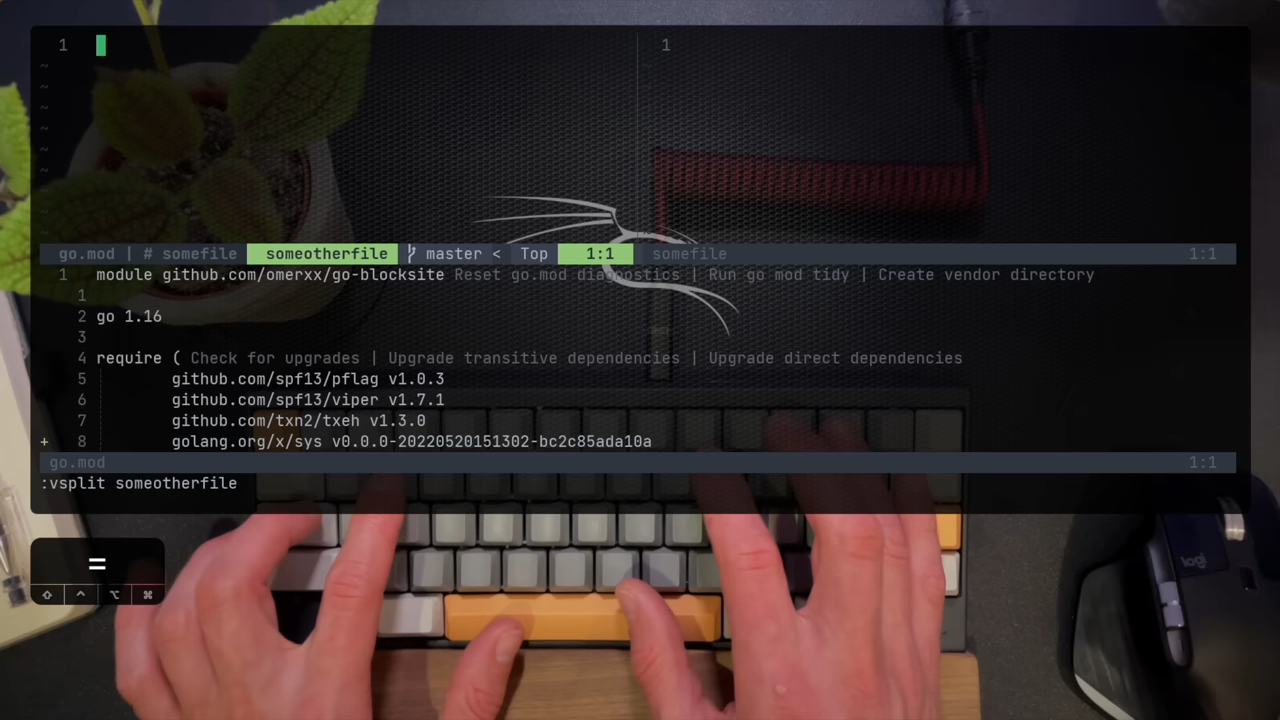 1 1
~
~
~
~
~
~
~
~
~
go.mod | # somefile someotherfile master < Top 1:1 somefile 1:1
1 module github.com/omerxx/go-blocksite Reset go.mod diagnostics | Run go mod tidy | Create vendor directory
1
2 go 1.16
3
4 require ( Check for upgrades | Upgrade transitive dependencies | Upgrade direct dependencies
5 github.com/spf13/pflag v1.0.3
6 github.com/spf13/viper v1.7.1
7 github.com/txn2/txeh v1.3.0
+ 8 golang.org/x/sys v0.0.0-20220520151302-bc2c85ada10a
go.mod 1:1
:vsplit someotherfile
=
⇧ ^ ⌥ ⌘
logi